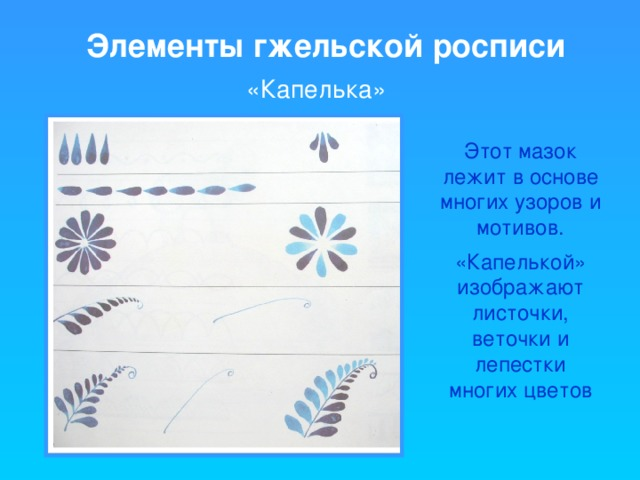 Элементы гжельской росписи
«Капелька»
Этот мазок
лежит в основе
многих узоров и
мотивов.
«Капелькой»
изображают
листочки,
веточки и
лепестки
многих цветов